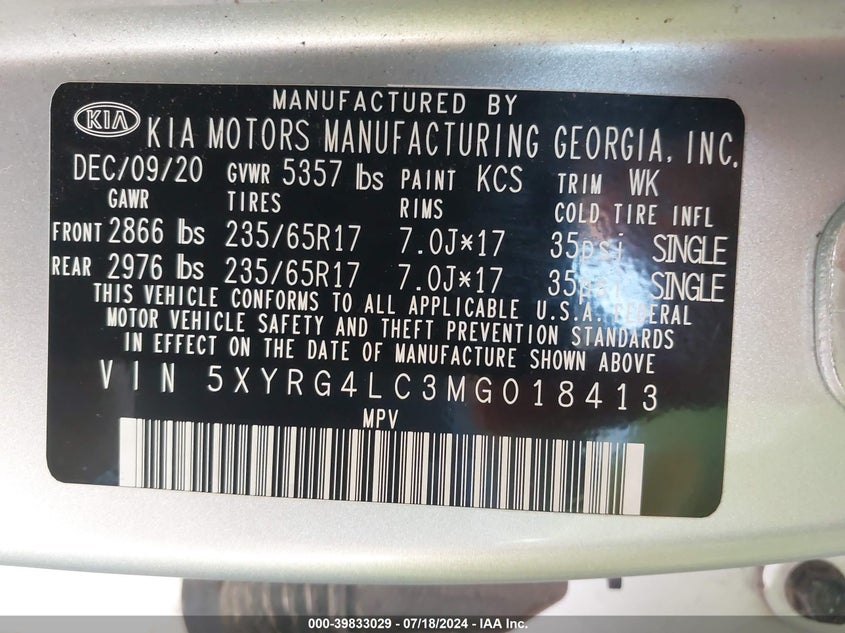 MANUFACTURED BY
KIA KIA MOTORS MANUFACTURING GEORGIA, INC.
DEC/09/20 GVWR 5357 lbs PAINT KCS TRIM WK
GAWR TIRES RIMS COLD TIRE INFL
FRONT 2866 lbs 235/65R17 7.0J*17 35psi SINGLE
REAR 2976 lbs 235/65R17 7.0J*17 35psi SINGLE
THIS VEHICLE CONFORMS TO ALL APPLICABLE U.S.A. FEDERAL
MOTOR VEHICLE SAFETY AND THEFT PREVENTION STANDARDS
IN EFFECT ON THE DATE OF MANUFACTURE SHOWN ABOVE
VIN 5XYRG4LC3MG018413
MPV
000-39833029 - 07/18/2024 - IAA Inc.